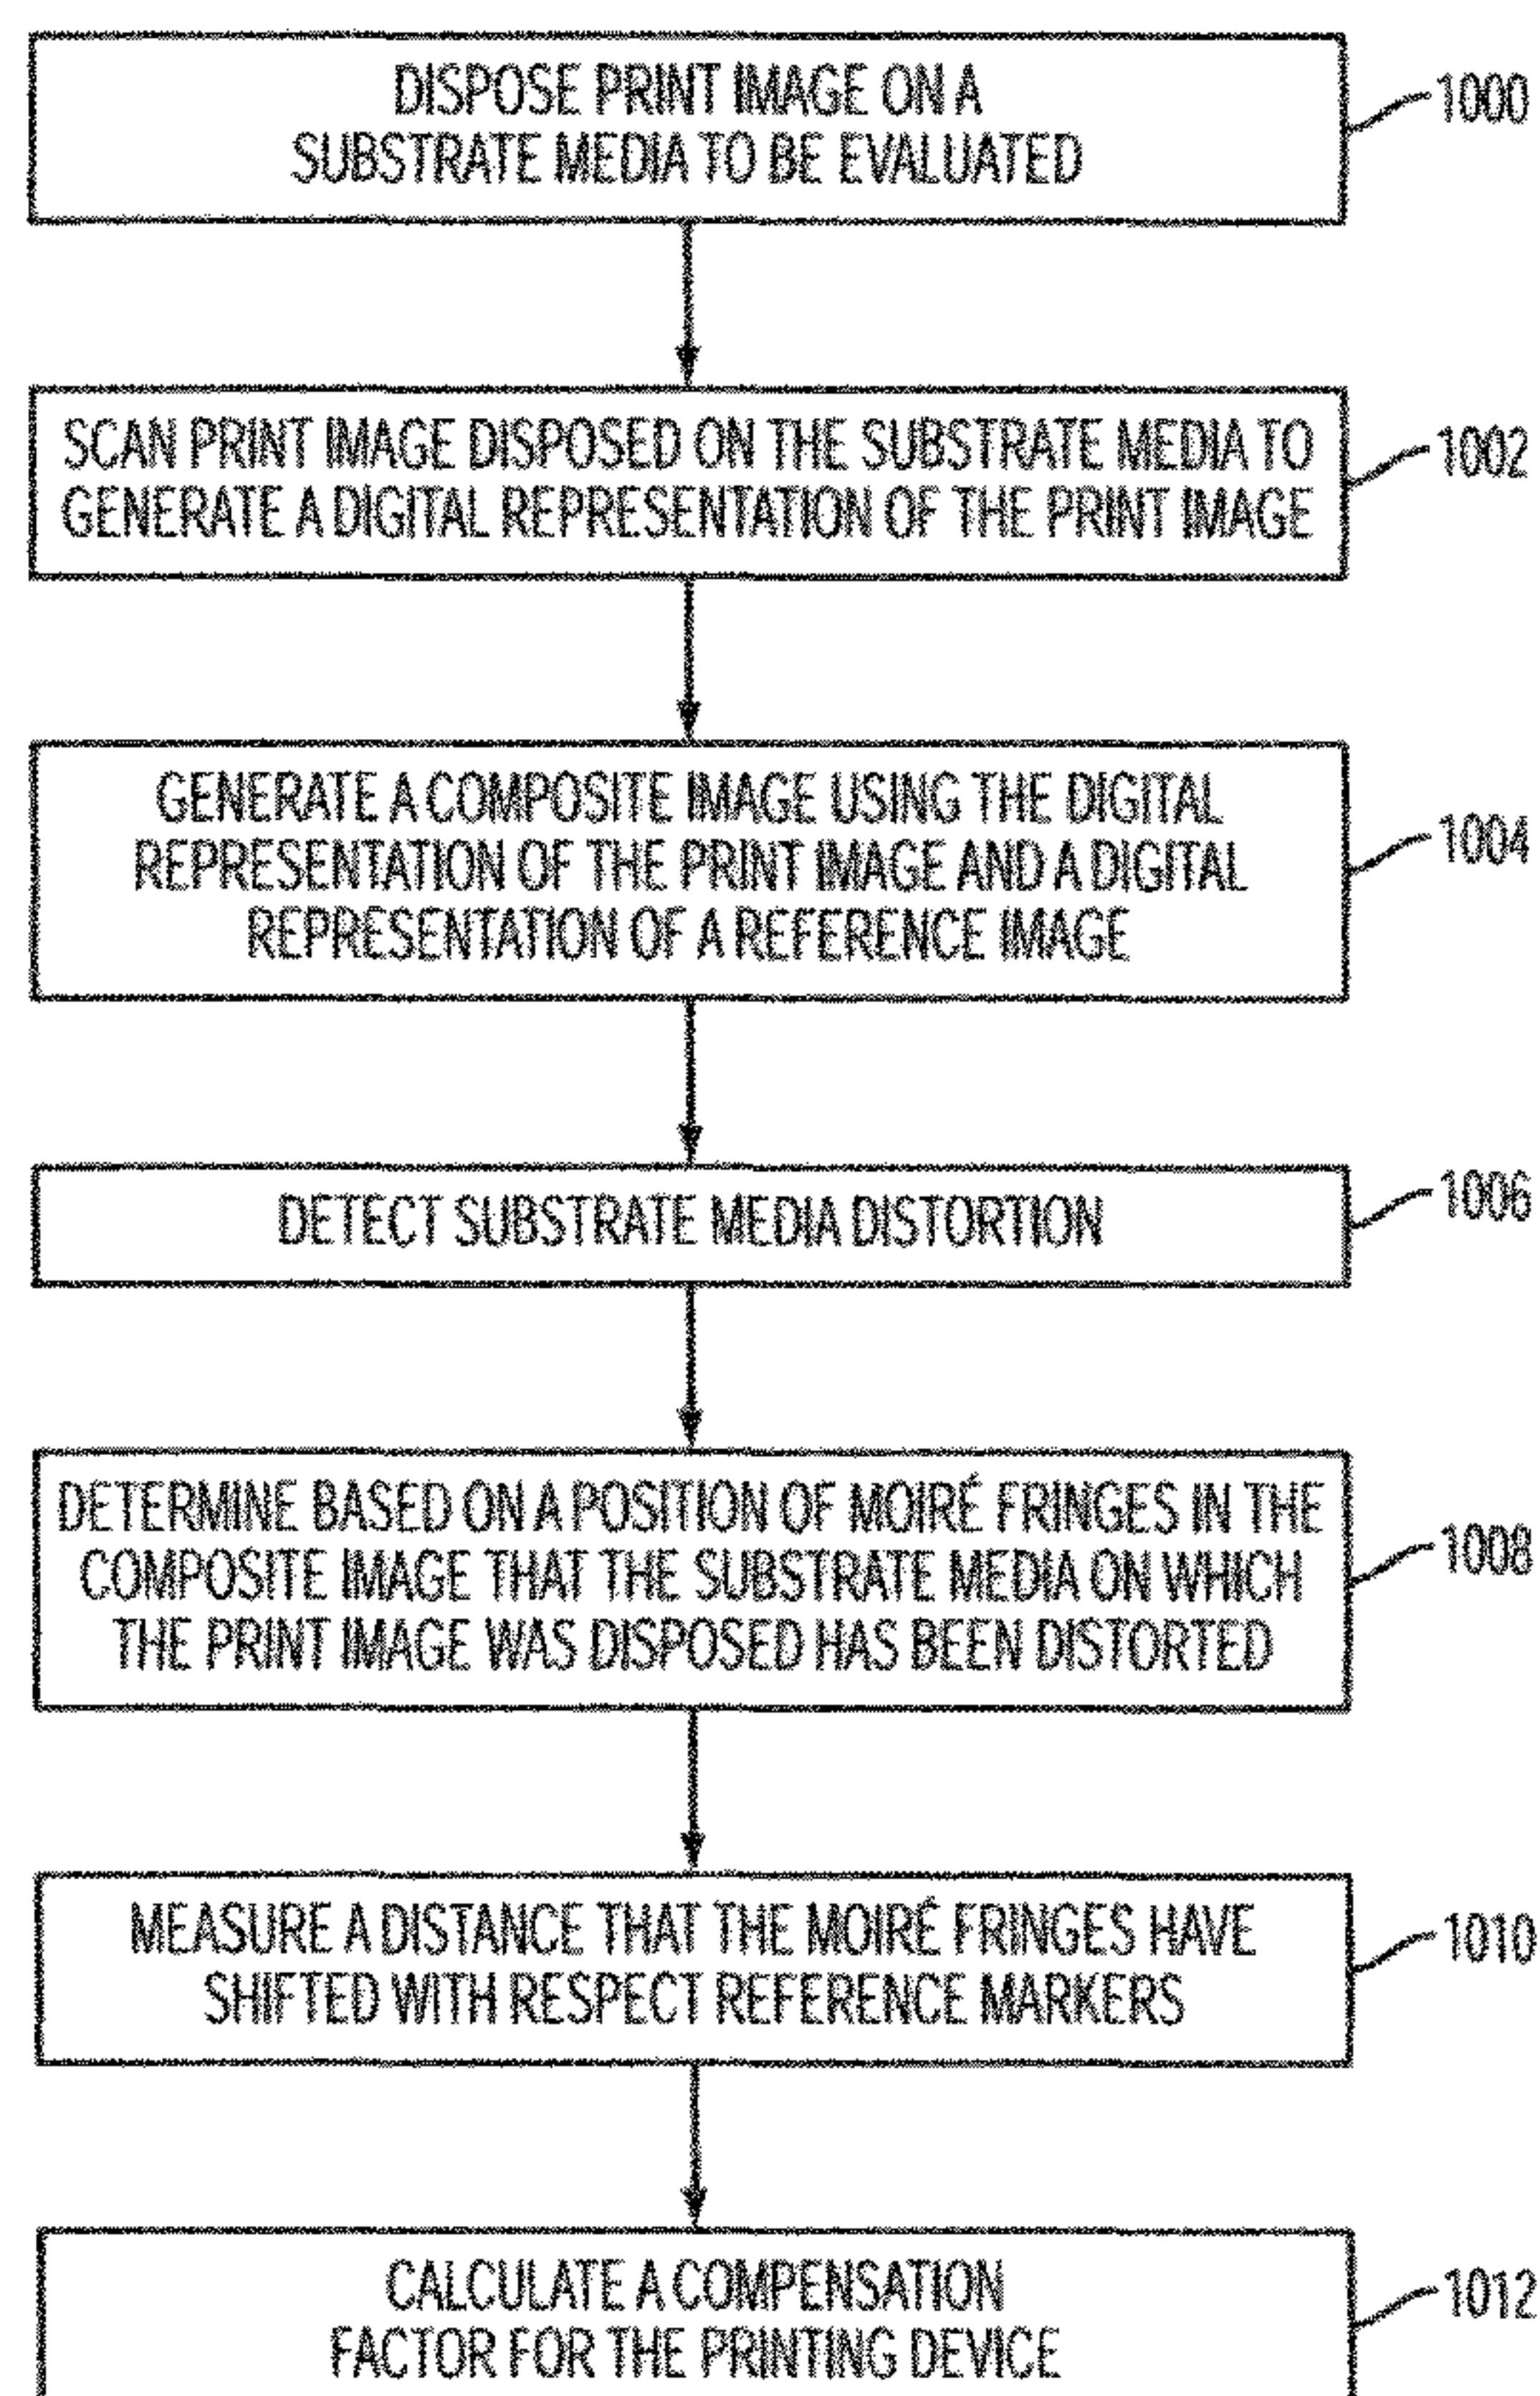 DISPOSE PRINT IMAGE ON A
SUBSTRATE MEDIA TO BE EVALUATED
1000
SCAN PRINT IMAGE DISPOSED ON THE SUBSTRATE MEDIA TO
GENERATE A DIGITAL REPRESENTATION OF THE PRINT IMAGE
1002
GENERATE A COMPOSITE IMAGE USING THE DIGITAL
REPRESENTATION OF THE PRINT IMAGE AND A DIGITAL
REPRESENTATION OF A REFERENCE IMAGE
1004
DETECT SUBSTRATE MEDIA DISTORTION
1006
DETERMINE BASED ON A POSITION OF MOIRÉ FRINGES IN THE
COMPOSITE IMAGE THAT THE SUBSTRATE MEDIA ON WHICH
THE PRINT IMAGE WAS DISPOSED HAS BEEN DISTORTED
1008
MEASURE A DISTANCE THAT THE MOIRÉ FRINGES HAVE
SHIFTED WITH RESPECT REFERENCE MARKERS
1010
CALCULATE A COMPENSATION
FACTOR FOR THE PRINTING DEVICE
1012